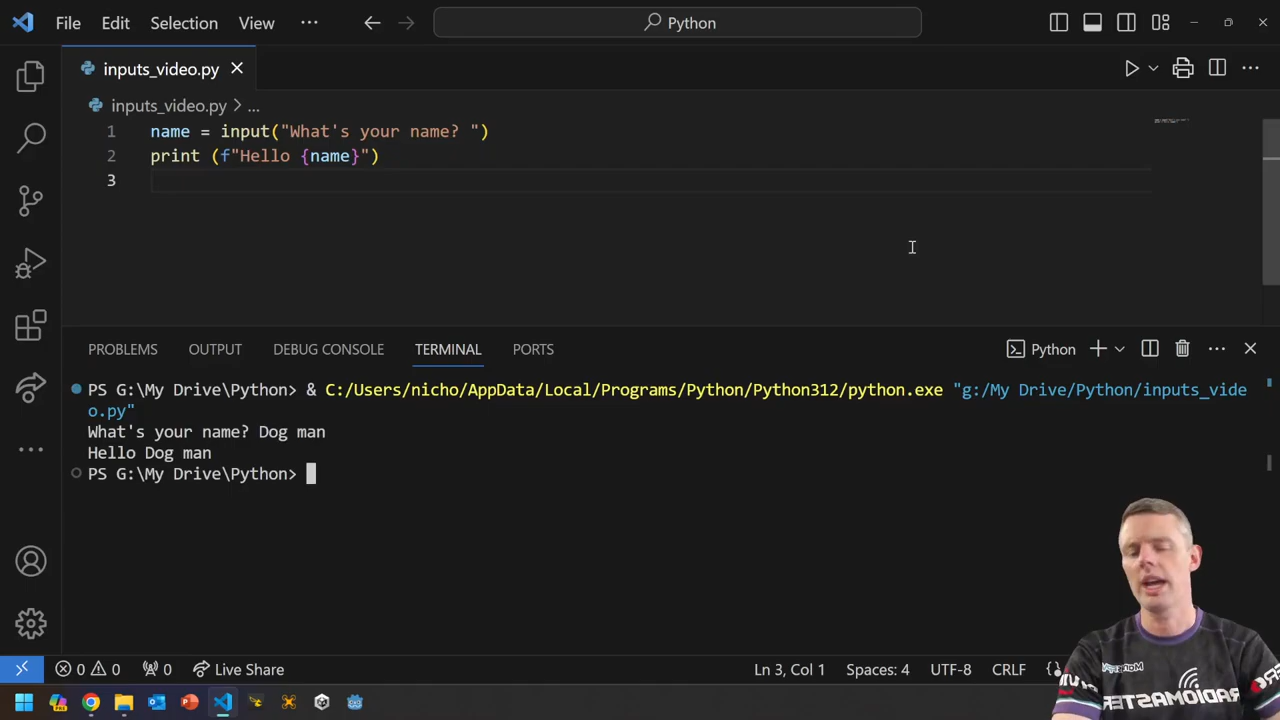 File Edit Selection View Python
inputs_video.py
inputs_video.py > ...
1 name = input("What's your name? ")
2 print (f"Hello {name}")
3
PROBLEMS OUTPUT DEBUG CONSOLE TERMINAL PORTS Python
PS G:\My Drive\Python> & C:/Users/nicho/AppData/Local/Programs/Python/Python312/python.exe "g:/My Drive/Python/inputs_vide
o.py"
What's your name? Dog man
Hello Dog man
PS G:\My Drive\Python>
0 0 0 Live Share Ln 3, Col 1 Spaces: 4 UTF-8 CRLF {
RADIOMASTER